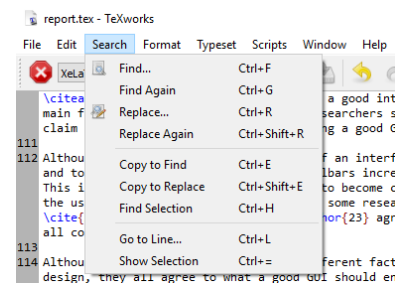 report.tex - TeXworks
File Edit Search Format Typeset Scripts Window Help
XeLa
Find... Ctrl+F
Find Again Ctrl+G
Replace... Ctrl+H
Replace Again Ctrl+Shift+R
Copy to Find Ctrl+E
Copy to Replace Ctrl+Shift+E
Find Selection Ctrl+H
Go to Line... Ctrl+L
Show Selection Ctrl+=
\citea a good int
main f searchers s
claim ng a good G
111
112 Althou f an interf
and to lbars incre
This i to become c
the us some resea
\cite{ hor{23} agr
all co
113
114 Althou ferent fact
design, they all agree to what a good GUI should en